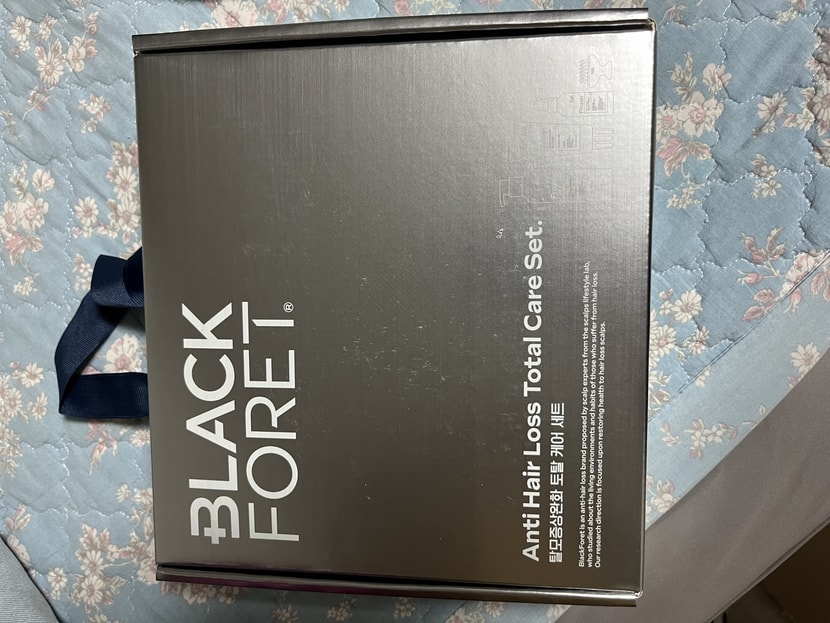 BLACK
FORET®
Anti Hair Loss Total Care Set.
탈모증상완화 토탈 케어 세트
BlackForet is an anti-hair loss brand proposed by scalp experts from the scalps lifestyle lab,
who studied about the living environments and habits of those who suffer from hair loss.
Our research direction is focused upon restoring health to hair loss scalps.